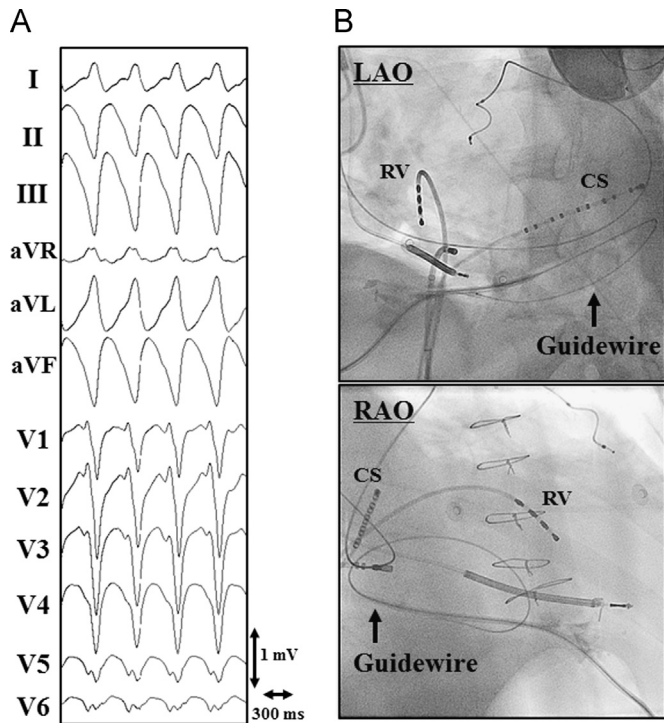 A
I
II
III
aVR
aVL
aVF
V1
V2
V3
V4
V5
V6
1 mV
300 ms
B
LAO
RV
CS
Guidewire
RAO
CS
RV
Guidewire